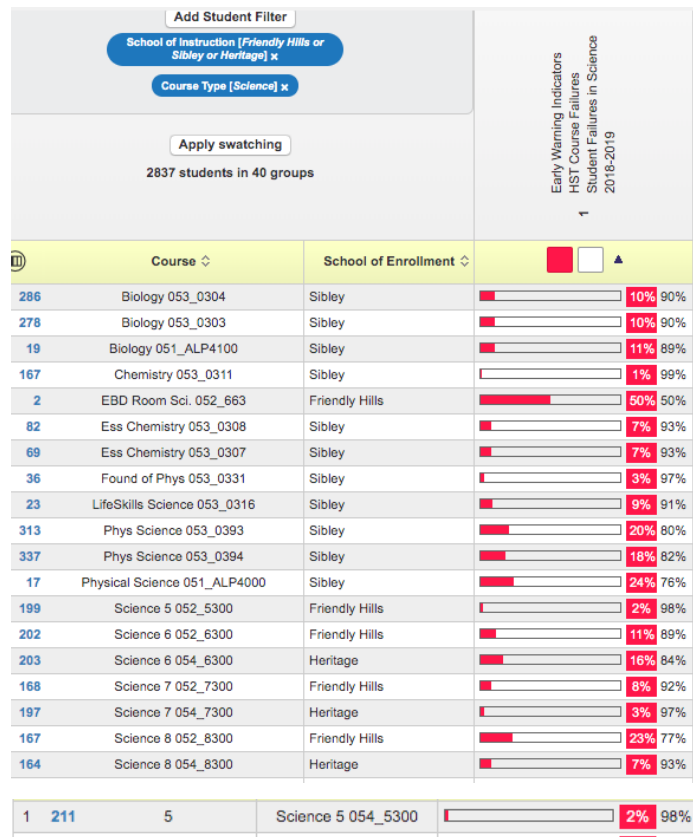 Add Student Filter
School of Instruction [Friendly Hills or
Sibley or Heritage] x
Course Type [Science] x
Apply swatching
2837 students in 40 groups
Early Warning Indicators
HST Course Failures
Student Failures in Science
2018-2019
1
Course School of Enrollment
286 Biology 053_0304 Sibley 10% 90%
278 Biology 053_0303 Sibley 10% 90%
19 Biology 051_ALP4100 Sibley 11% 89%
167 Chemistry 053_0311 Sibley 1% 99%
2 EBD Room Sci. 052_663 Friendly Hills 50% 50%
82 Ess Chemistry 053_0308 Sibley 7% 93%
69 Ess Chemistry 053_0307 Sibley 7% 93%
36 Found of Phys 053_0331 Sibley 3% 97%
23 LifeSkills Science 053_0316 Sibley 9% 91%
313 Phys Science 053_0393 Sibley 20% 80%
337 Phys Science 053_0394 Sibley 18% 82%
17 Physical Science 051_ALP4000 Sibley 24% 76%
199 Science 5 052_5300 Friendly Hills 2% 98%
202 Science 6 052_6300 Friendly Hills 11% 89%
203 Science 6 054_6300 Heritage 16% 84%
168 Science 7 052_7300 Friendly Hills 8% 92%
197 Science 7 054_7300 Heritage 3% 97%
167 Science 8 052_8300 Friendly Hills 23% 77%
164 Science 8 054_8300 Heritage 7% 93%
1 211 5 Science 5 054_5300 2% 98%